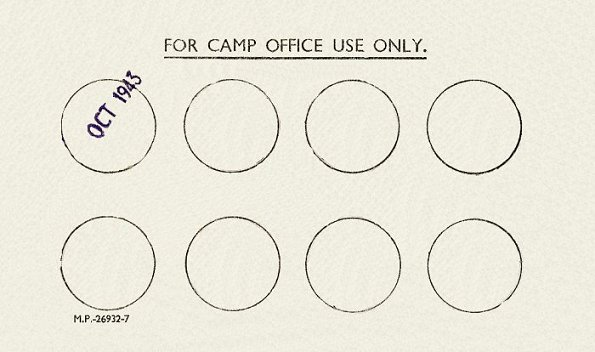 FOR CAMP OFFICE USE ONLY.
OCT 1943
M.P.-26932-7